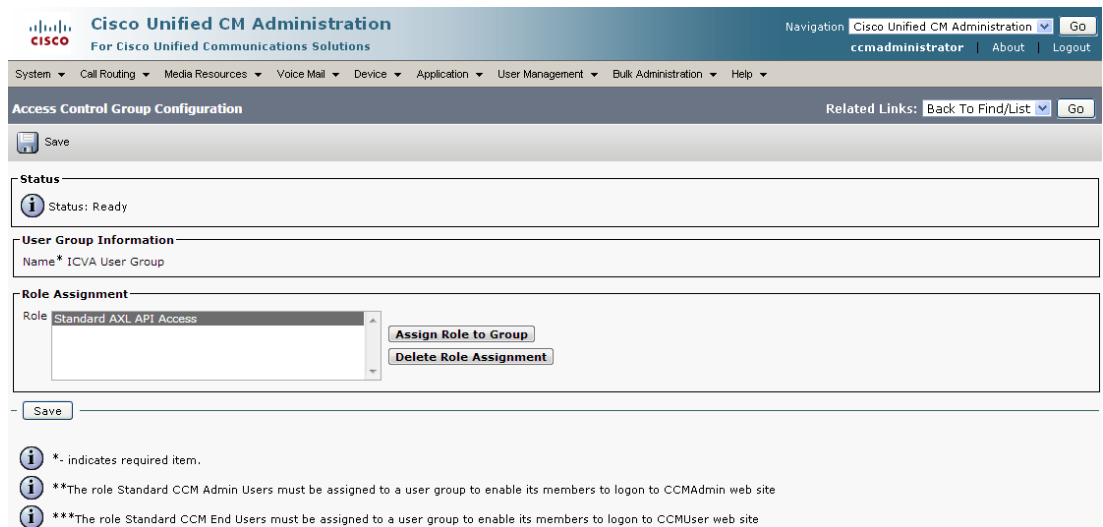 CISCO
Cisco Unified CM Administration
For Cisco Unified Communications Solutions
Navigation Cisco Unified CM Administration Go
ccmadministrator | About | Logout
System Call Routing Media Resources Voice Mail Device Application User Management Bulk Administration Help
Access Control Group Configuration
Related Links: Back To Find/List Go
Save
Status
Status: Ready
User Group Information
Name* ICVA User Group
Role Assignment
Role Standard AXL API Access
Assign Role to Group
Delete Role Assignment
Save
*- indicates required item.
**The role Standard CCM Admin Users must be assigned to a user group to enable its members to logon to CCMAdmin web site
***The role Standard CCM End Users must be assigned to a user group to enable its members to logon to CCMUser web site